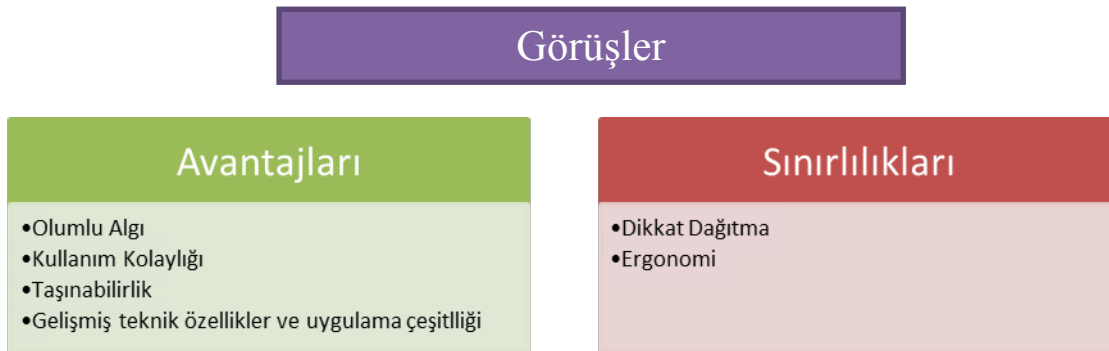 Görüşler
Avantajları
•Olumlu Algı
•Kullanım Kolaylığı
•Taşınabilirlik
•Gelişmiş teknik özellikler ve uygulama çeşitlliği
Sınırlılıkları
•Dikkat Dağıtma
•Ergonomi